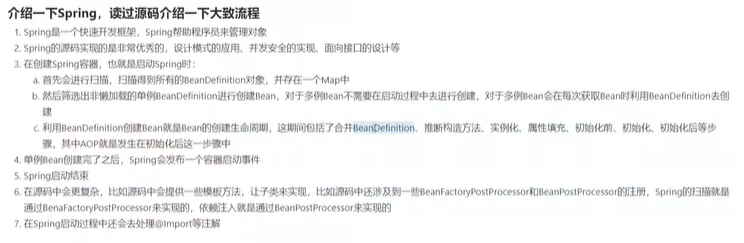 介绍一下Spring，读过源码介绍一下大致流程
1. Spring是一个快速开发框架，Spring帮助程序员来管理对象
2. Spring的源码实现的是非常优秀的，设计模式的应用、并发安全的实现、面向接口的设计等
3. 在创建Spring容器，也就是启动Spring时：
a. 首先会进行扫描，扫描得到所有的BeanDefinition对象，并存在一个Map中
b. 然后筛选出非懒加载的单例BeanDefinition进行创建Bean，对于多例Bean不需要在启动过程中去进行创建，对于多例Bean会在每次获取Bean时利用BeanDefinition去创
建
c. 利用BeanDefinition创建Bean就是Bean的创建生命周期，这期间包括了合并BeanDefinition、推断构造方法、实例化、属性填充、初始化前、初始化、初始化后等步
骤，其中AOP就是发生在初始化后这一步骤中
4. 单例Bean创建完了之后，Spring会发布一个容器启动事件
5. Spring启动结束
6. 在源码中会更复杂，比如源码中会提供一些模板方法，让子类来实现，比如源码中还涉及到一些BeanFactoryPostProcessor和BeanPostProcessor的注册，Spring的扫描就是
通过BenaFactoryPostProcessor来实现的，依赖注入就是通过BeanPostProcessor来实现的
7. 在Spring启动过程中还会去处理@Import等注解